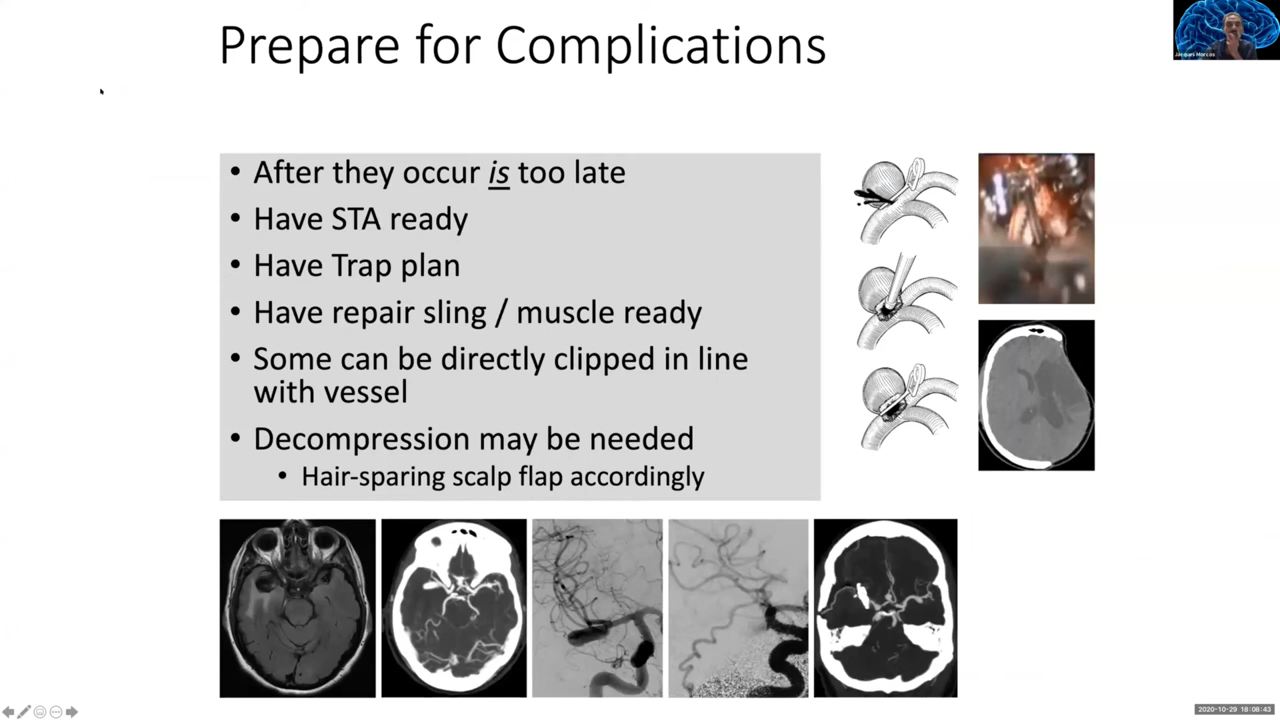 Prepare for Complications
Jacques Morcos
• After they occur is too late
• Have STA ready
• Have Trap plan
• Have repair sling / muscle ready
• Some can be directly clipped in line
with vessel
• Decompression may be needed
• Hair-sparing scalp flap accordingly
2020-10-29 18:08:43